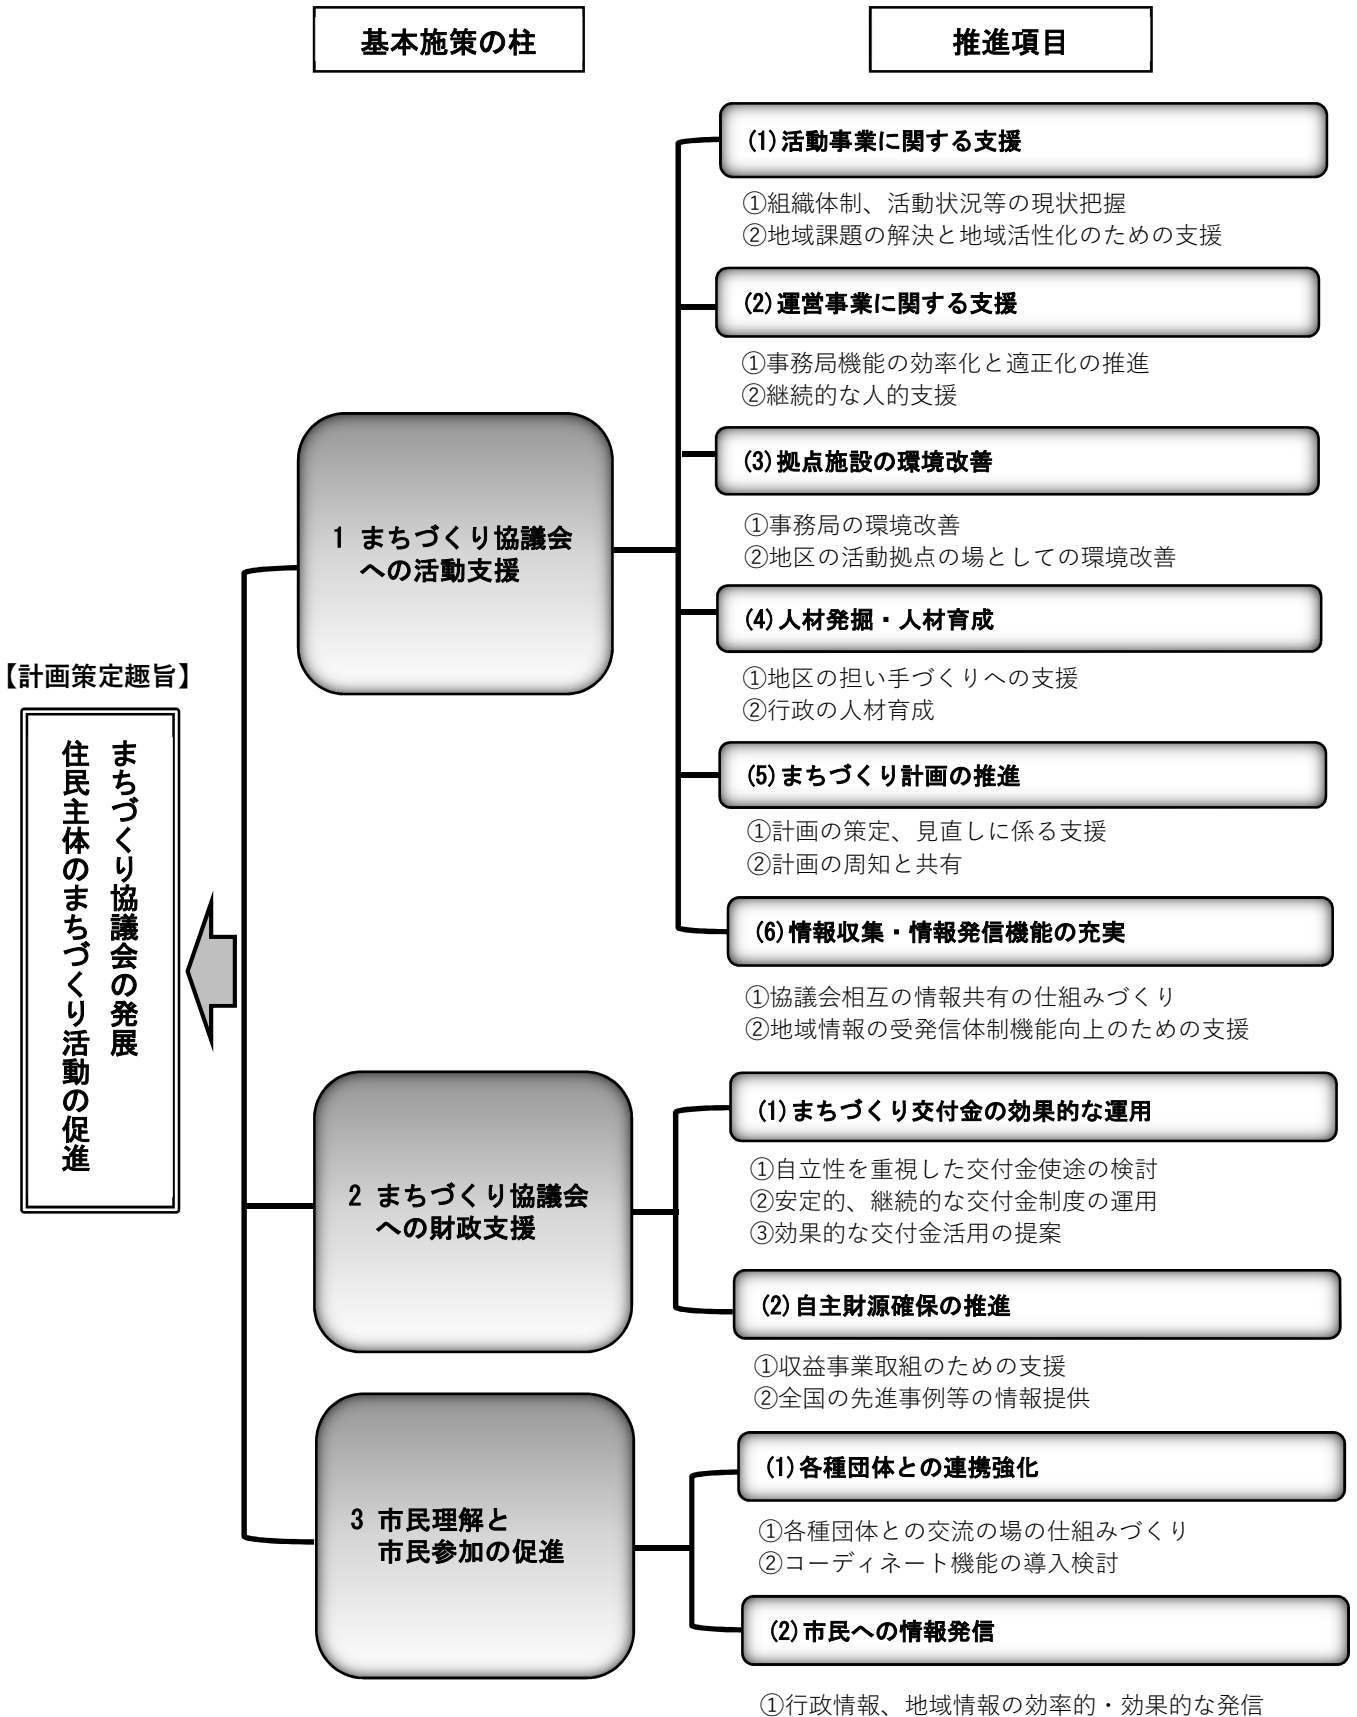 基本施策の柱
推進項目
【計画策定趣旨】
まちづくり協議会の発展
住民主体のまちづくり活動の促進
1 まちづくり協議会
への活動支援
(1)活動事業に関する支援
①組織体制、活動状況等の現状把握
②地域課題の解決と地域活性化のための支援
(2)運営事業に関する支援
①事務局機能の効率化と適正化の推進
②継続的な人的支援
(3)拠点施設の環境改善
①事務局の環境改善
②地区の活動拠点の場としての環境改善
(4)人材発掘・人材育成
①地区の担い手づくりへの支援
②行政の人材育成
(5)まちづくり計画の推進
①計画の策定、見直しに係る支援
②計画の周知と共有
(6)情報収集・情報発信機能の充実
①協議会相互の情報共有の仕組みづくり
②地域情報の受発信体制機能向上のための支援
2 まちづくり協議会
への財政支援
(1)まちづくり交付金の効果的な運用
①自立性を重視した交付金使途の検討
②安定的、継続的な交付金制度の運用
③効果的な交付金活用の提案
(2)自主財源確保の推進
①収益事業取組のための支援
②全国の先進事例等の情報提供
3 市民理解と
市民参加の促進
(1)各種団体との連携強化
①各種団体との交流の場の仕組みづくり
②コーディネート機能の導入検討
(2)市民への情報発信
①行政情報、地域情報の効率的・効果的な発信